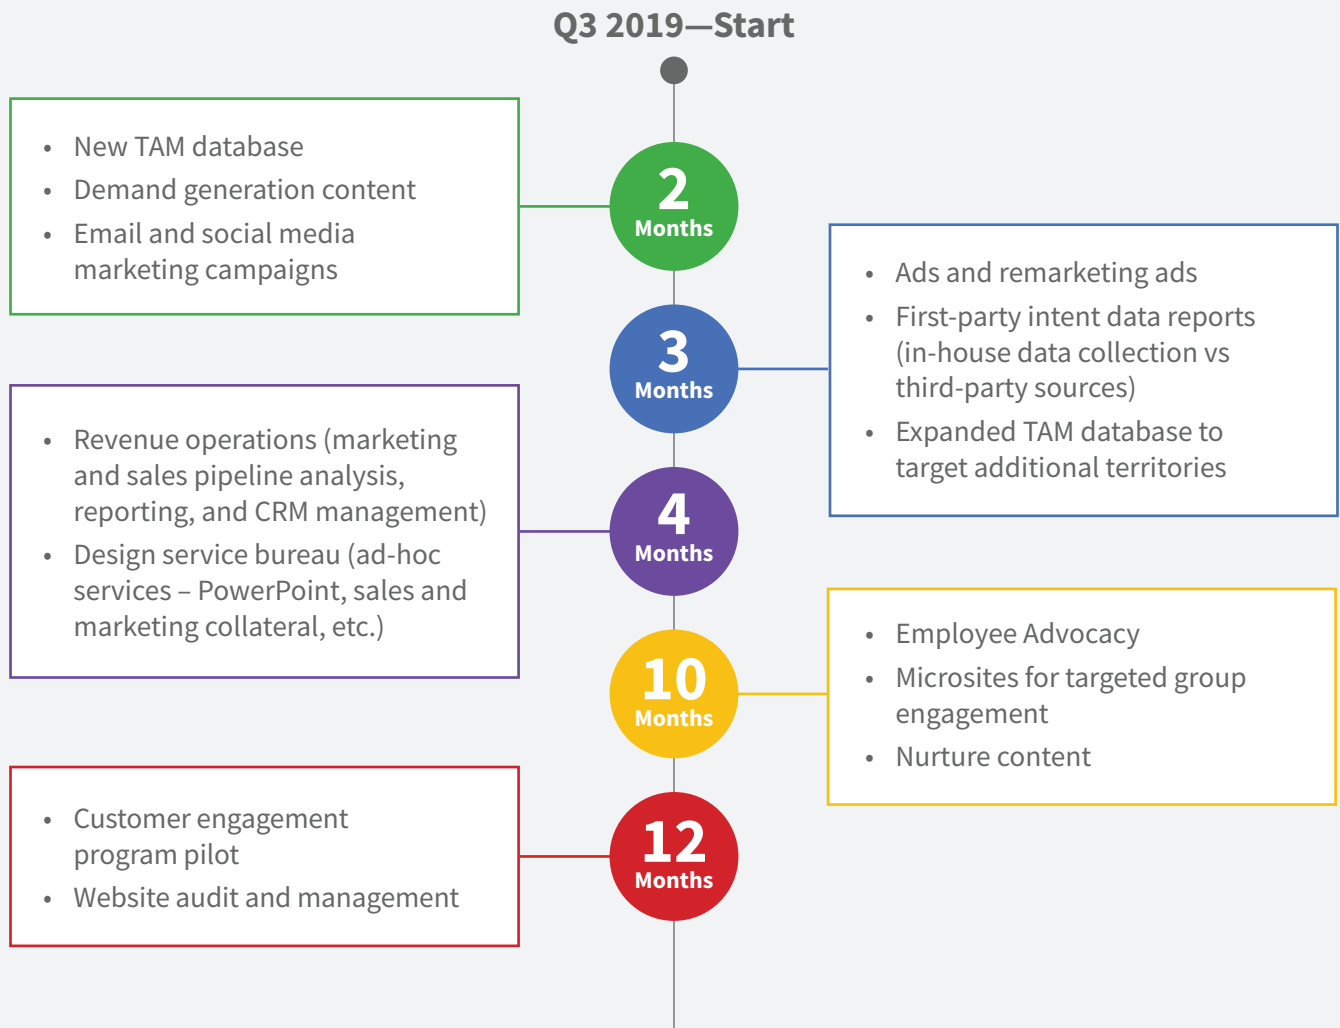 Q3 2019—Start
2
Months
• New TAM database
• Demand generation content
• Email and social media
marketing campaigns
3
Months
• Ads and remarketing ads
• First-party intent data reports
(in-house data collection vs
third-party sources)
• Expanded TAM database to
target additional territories
4
Months
• Revenue operations (marketing
and sales pipeline analysis,
reporting, and CRM management)
• Design service bureau (ad-hoc
services – PowerPoint, sales and
marketing collateral, etc.)
10
Months
• Employee Advocacy
• Microsites for targeted group
engagement
• Nurture content
12
Months
• Customer engagement
program pilot
• Website audit and management